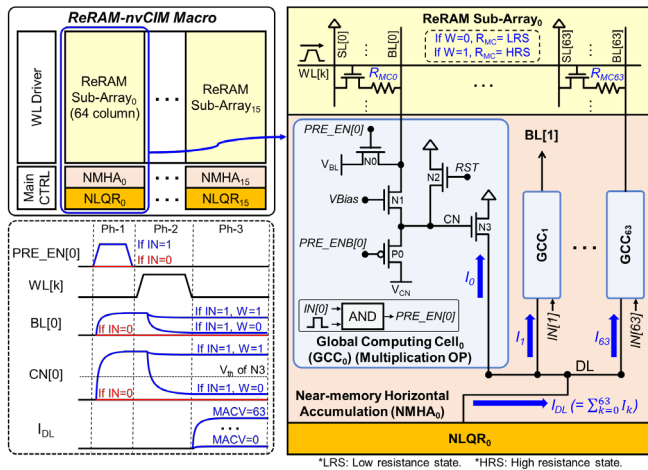 ReRAM-nvCIM Macro
WL Driver
ReRAM
Sub-Array0
(64 column)
ReRAM
Sub-Array15
Main
CTRL
NMHA0
NMHA15
NLQR0
NLQR15
Ph-1
Ph-2
Ph-3
PRE_EN[0]
If IN=1
If IN=0
WL[k]
BL[0]
If IN=0
If IN=1, W=1
If IN=1, W=0
CN[0]
If IN=1, W=1
Vth of N3
If IN=0
If IN=1, W=0
IDL
MACV=63
MACV=0
ReRAM Sub-Array0
SL[0]
BL[0]
If W=0, RMC= LRS
If W=1, RMC= HRS
SL[63]
BL[63]
WL[k]
RMC0
RMC63
PRE_EN[0]
VBL
N0
N2
RST
BL[1]
VBias
N1
CN
N3
PRE_ENB[0]
P0
VCN
I0
GCC1
GCC63
IN[0]
AND
PRE_EN[0]
I1
IN[1]
I63
IN[63]
Global Computing Cell0
(GCC0) (Multiplication OP)
DL
Near-memory Horizontal
Accumulation (NMHA0)
IDL (= ∑63k=0 Ik)
NLQR0
*LRS: Low resistance state. *HRS: High resistance state.